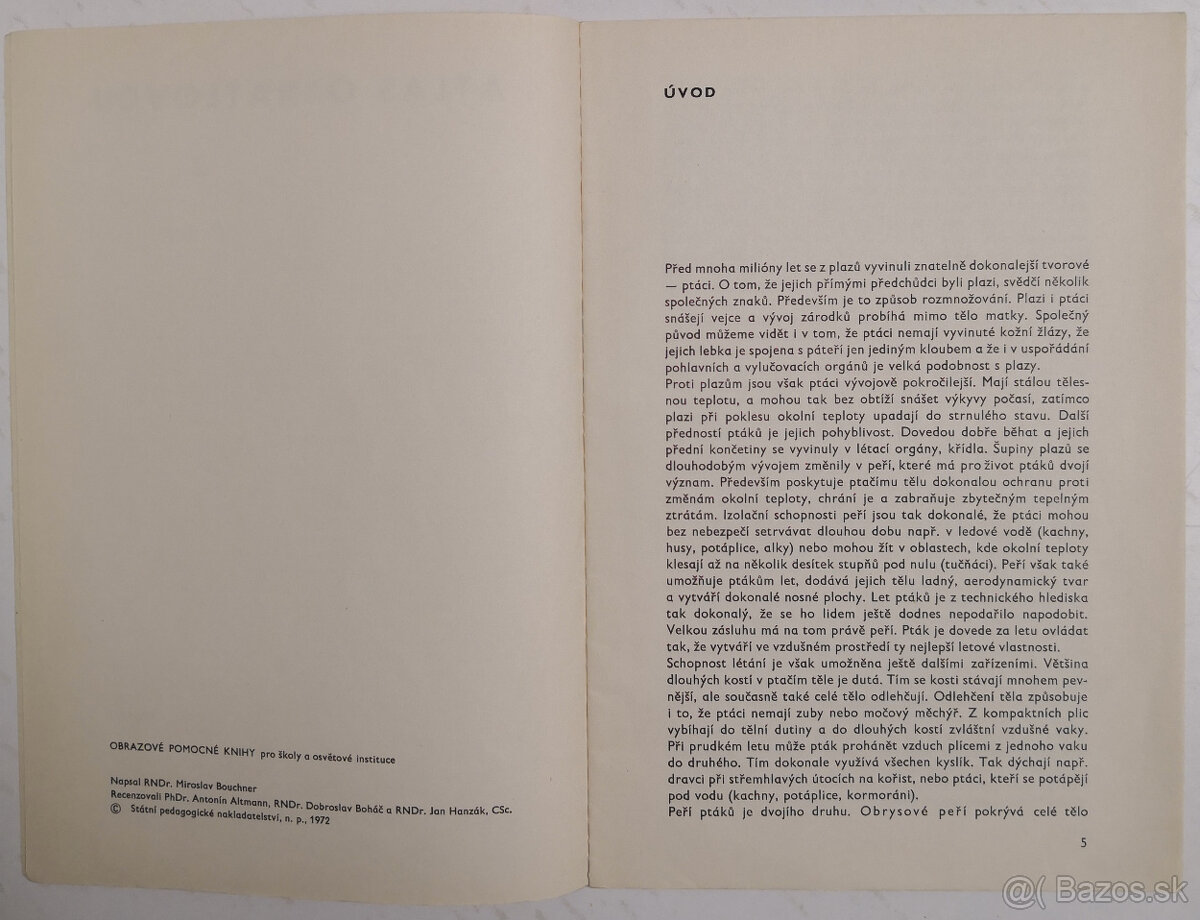 OBRAZOVÉ POMOCNÉ KNIHY pro školy a osvětové instituce
Napsal RNDr. Miroslav Bouchner
Recenzovali PhDr. Antonín Altmann, RNDr. Dobroslav Boháč a RNDr. Jan Hanzák, CSc.
© Státní pedagogické nakladatelství, n. p., 1972
ÚVOD
Před mnoha milióny let se z plazů vyvinuli znatelně dokonalejší tvorové
— ptáci. O tom, že jejich přímými předchůdci byli plazi, svědčí několik
společných znaků. Především je to způsob rozmnožování. Plazi i ptáci
snášejí vejce a vývoj zárodků probíhá mimo tělo matky. Společný
původ můžeme vidět i v tom, že ptáci nemají vyvinuté kožní žlázy, že
jejich lebka je spojena s páteří jen jediným kloubem a že i v uspořádání
pohlavních a vylučovacích orgánů je velká podobnost s plazy.
Proti plazům jsou však ptáci vývojově pokročilejší. Mají stálou těles-
nou teplotu, a mohou tak bez obtíží snášet výkyvy počasí, zatímco
plazi při poklesu okolní teploty upadají do strnulého stavu. Další
předností ptáků je jejich pohyblivost. Dovedou dobře běhat a jejich
přední končetiny se vyvinuly v létací orgány, křídla. Šupiny plazů se
dlouhodobým vývojem změnily v peří, které má pro život ptáků dvojí
význam. Především poskytuje ptačímu tělu dokonalou ochranu proti
změnám okolní teploty, chrání je a zabraňuje zbytečným tepelným
ztrátám. Izolační schopnosti peří jsou tak dokonalé, že ptáci mohou
bez nebezpečí setrvávat dlouhou dobu např. v ledové vodě (kachny,
husy, potáplice, alky) nebo mohou žít v oblastech, kde okolní teploty
klesají až na několik desítek stupňů pod nulu (tučňáci). Peří však také
umožňuje ptákům let, dodává jejich tělu ladný, aerodynamický tvar
a vytváří dokonalé nosné plochy. Let ptáků je z technického hlediska
tak dokonalý, že se ho lidem ještě dodnes nepodařilo napodobit.
Velkou zásluhu má na tom právě peří. Pták je dovede za letu ovládat
tak, že vytváří ve vzdušném prostředí ty nejlepší letové vlastnosti.
Schopnost létání je však umožněna ještě dalšími zařízeními. Většina
dlouhých kostí v ptačím těle je dutá. Tím se kosti stávají mnohem pev-
nější, ale současně také celé tělo odlehčují. Odlehčení těla způsobuje
i to, že ptáci nemají zuby nebo močový měchýř. Z kompaktních plic
vybíhají do tělní dutiny a do dlouhých kostí zvláštní vzdušné vaky.
Při prudkém letu může pták prohánět vzduch plícemi z jednoho vaku
do druhého. Tím dokonale využívá všechen kyslík. Tak dýchají např.
dravci při střemhlavých útocích na kořist, nebo ptáci, kteří se potápějí
pod vodu (kachny, potáplice, kormoráni).
Peří ptáků je dvojího druhu. Obrysové peří pokrývá celé tělo
5
@( Bazos.sk